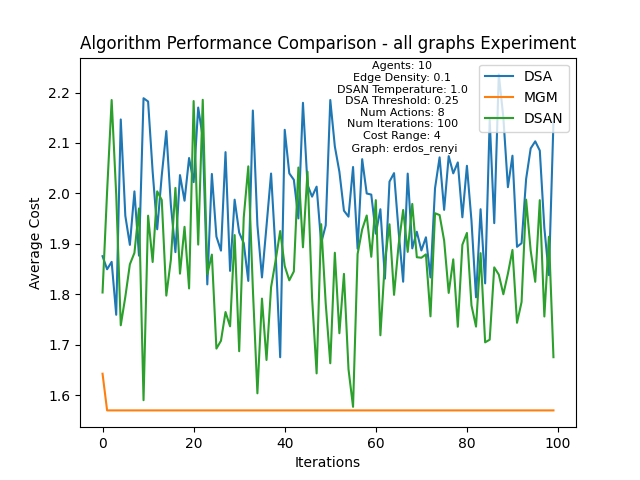 Algorithm Performance Comparison - all graphs Experiment
Agents: 10
Edge Density: 0.1
DSAN Temperature: 1.0
DSA Threshold: 0.25
Num Actions: 8
Num Iterations: 100
Cost Range: 4
Graph: erdos_renyi
DSA
MGM
DSAN
Average Cost
2.2
2.1
2.0
1.9
1.8
1.7
1.6
0
20
40
60
80
100
Iterations